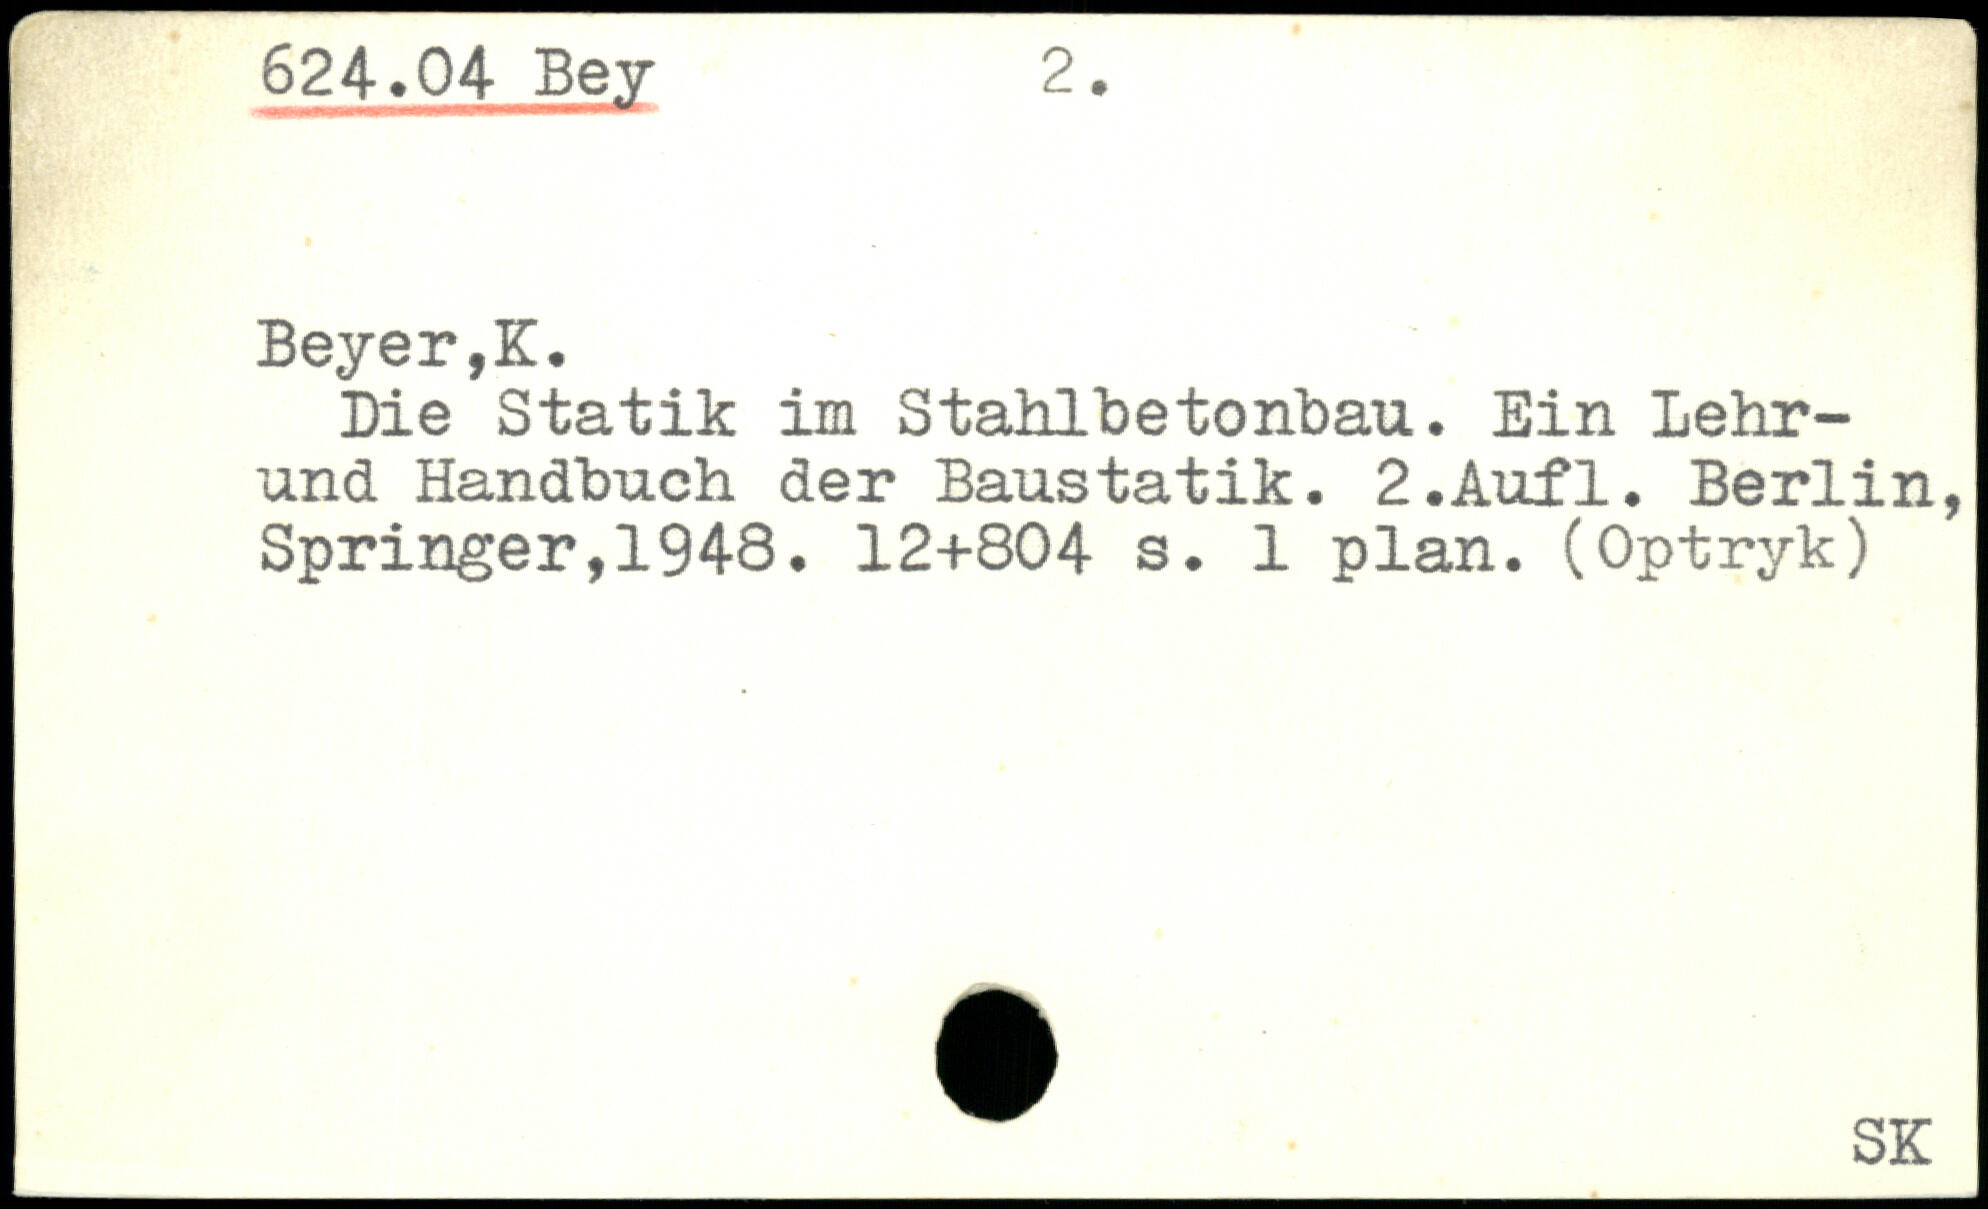 624.04 Bey 2.
Beyer,K.
Die Statik im Stahlbetonbau. Ein Lehr-
und Handbuch der Baustatik. 2.Aufl. Berlin,
Springer,1948. 12+804 s. 1 plan. (Optryk)
SK